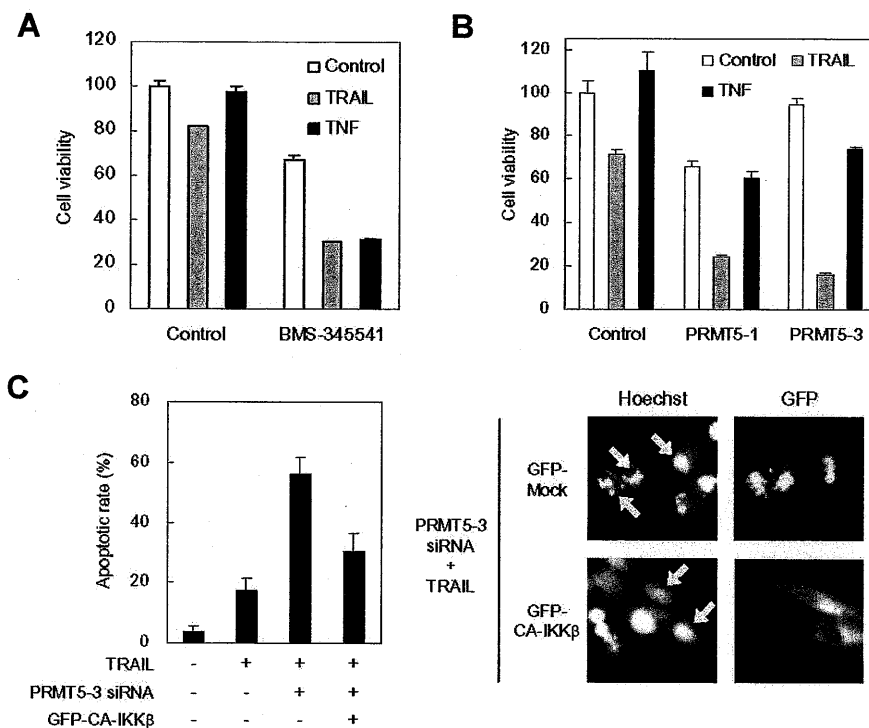 A
120
100
80
60
40
20
0
Cell viability
Control
TRAIL
TNF
Control
BMS-345541
B
120
100
80
60
40
20
0
Cell viability
Control
TRAIL
TNF
Control
PRMT5-1
PRMT5-3
C
80
60
40
20
0
Apoptotic rate (%)
TRAIL - + + +
PRMT5-3 siRNA - - + +
GFP-CA-IKKβ - - - +
Hoechst
GFP
PRMT5-3
siRNA
+
TRAIL
GFP-
Mock
GFP-
CA-IKKβ